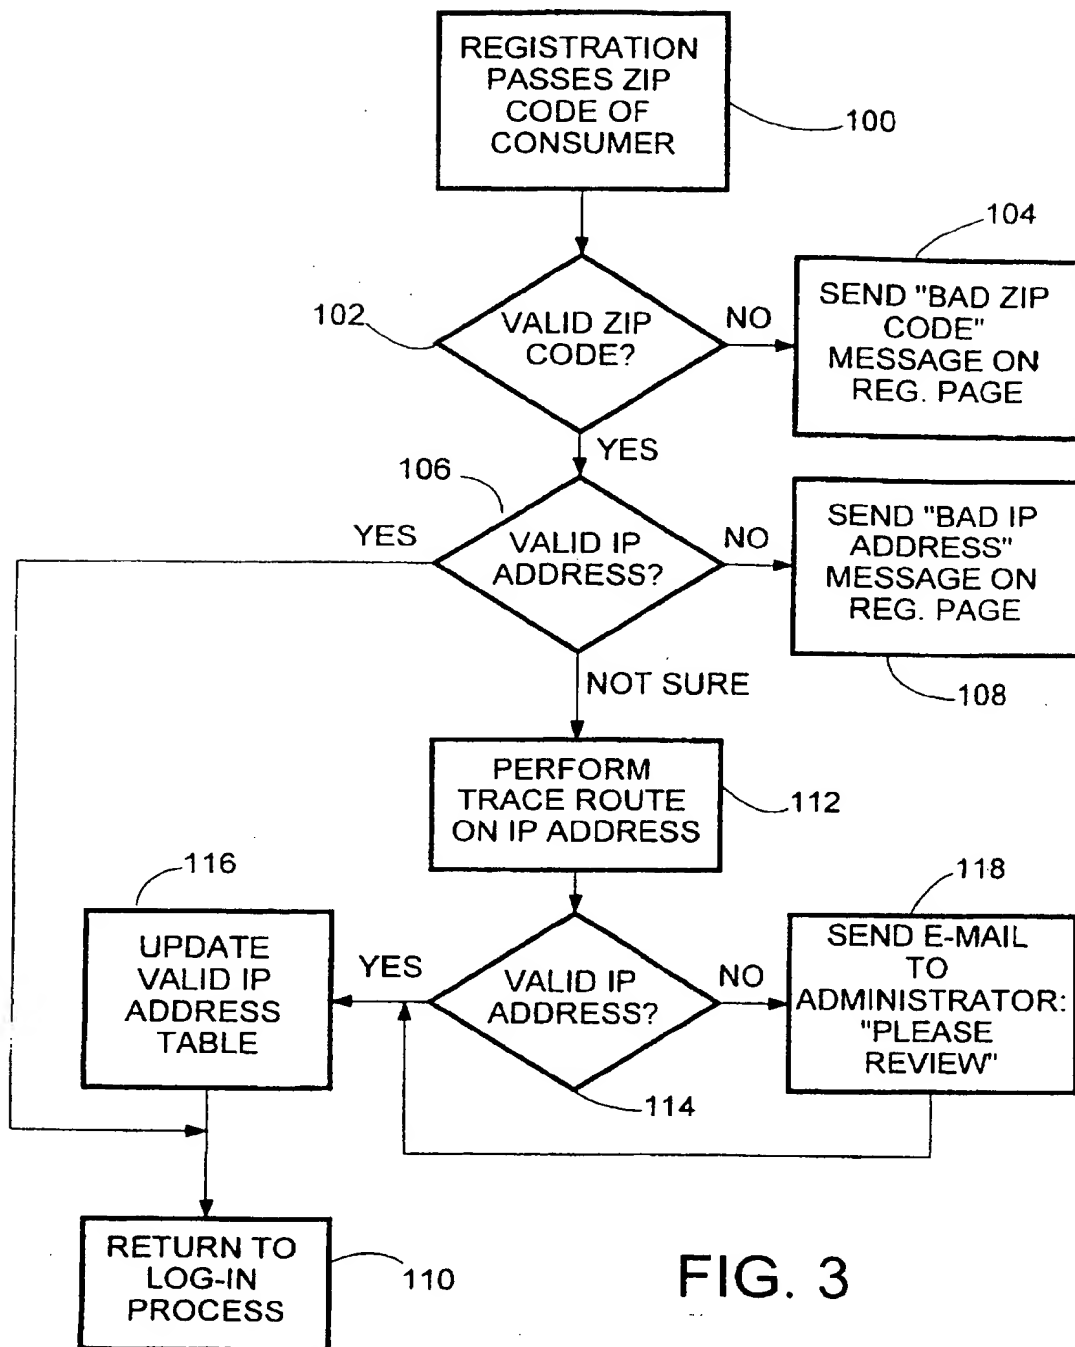 REGISTRATION
PASSES ZIP
CODE OF
CONSUMER
100
104
SEND "BAD ZIP
CODE"
MESSAGE ON
REG. PAGE
102
VALID ZIP
CODE?
NO
YES
106
YES
VALID IP
ADDRESS?
NO
SEND "BAD IP
ADDRESS"
MESSAGE ON
REG. PAGE
108
NOT SURE
PERFORM
TRACE ROUTE
ON IP ADDRESS
112
116
UPDATE
VALID IP
ADDRESS
TABLE
YES
VALID IP
ADDRESS?
NO
114
118
SEND E-MAIL
TO
ADMINISTRATOR:
"PLEASE
REVIEW"
RETURN TO
LOG-IN
PROCESS
110
FIG. 3